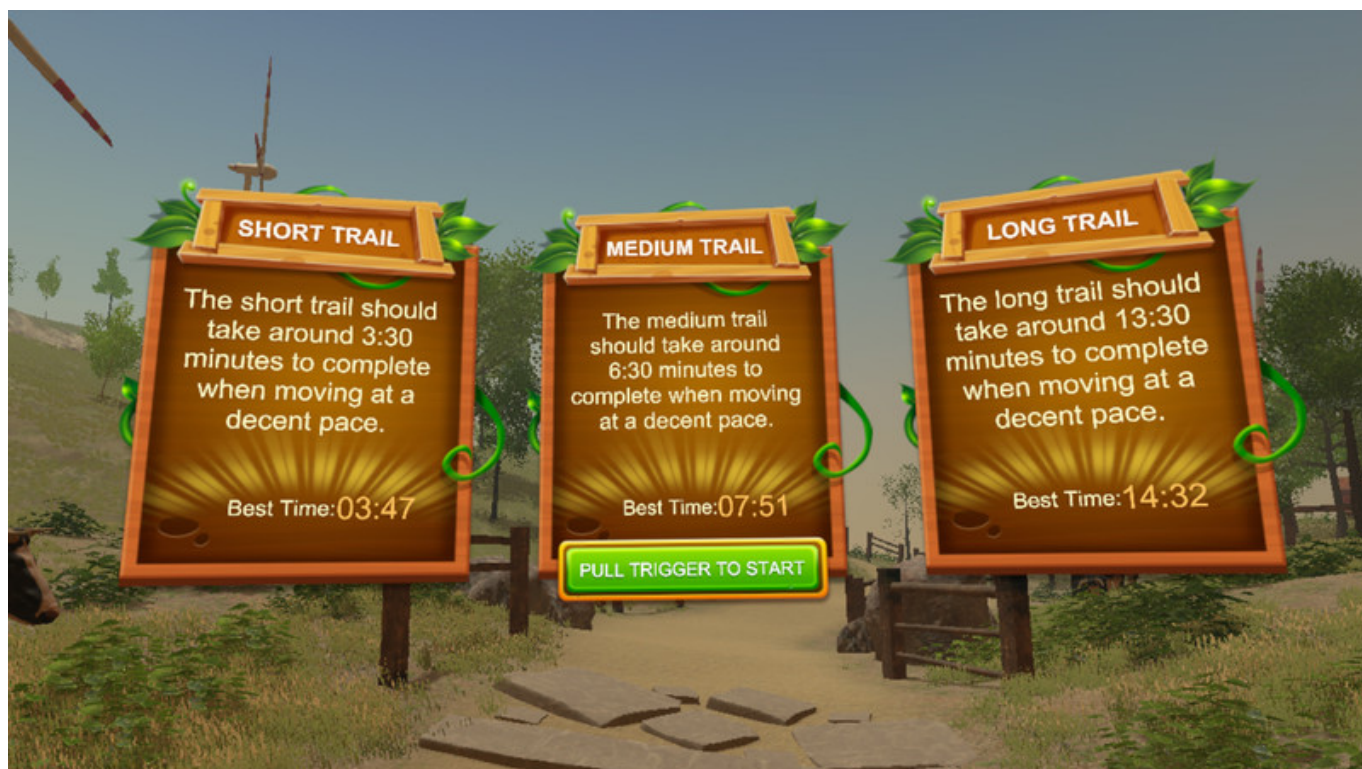 SHORT TRAIL
The short trail should
take around 3:30
minutes to complete
when moving at a
decent pace.
Best Time:03:47
MEDIUM TRAIL
The medium trail
should take around
6:30 minutes to
complete when moving
at a decent pace.
Best Time:07:51
PULL TRIGGER TO START
LONG TRAIL
The long trail should
take around 13:30
minutes to complete
when moving at a
decent pace.
Best Time:14:32